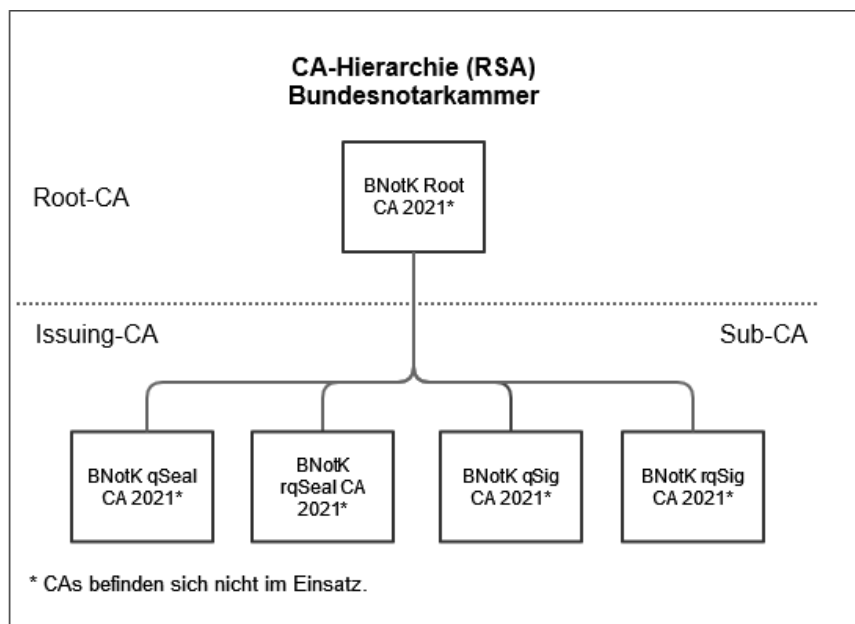 CA-Hierarchie (RSA)
Bundesnotarkammer
BNotK Root
CA 2021*
Root-CA
Issuing-CA
Sub-CA
BNotK qSeal
CA 2021*
BNotK
rqSeal CA
2021*
BNotK qSig
CA 2021*
BNotK rqSig
CA 2021*
* CAs befinden sich nicht im Einsatz.